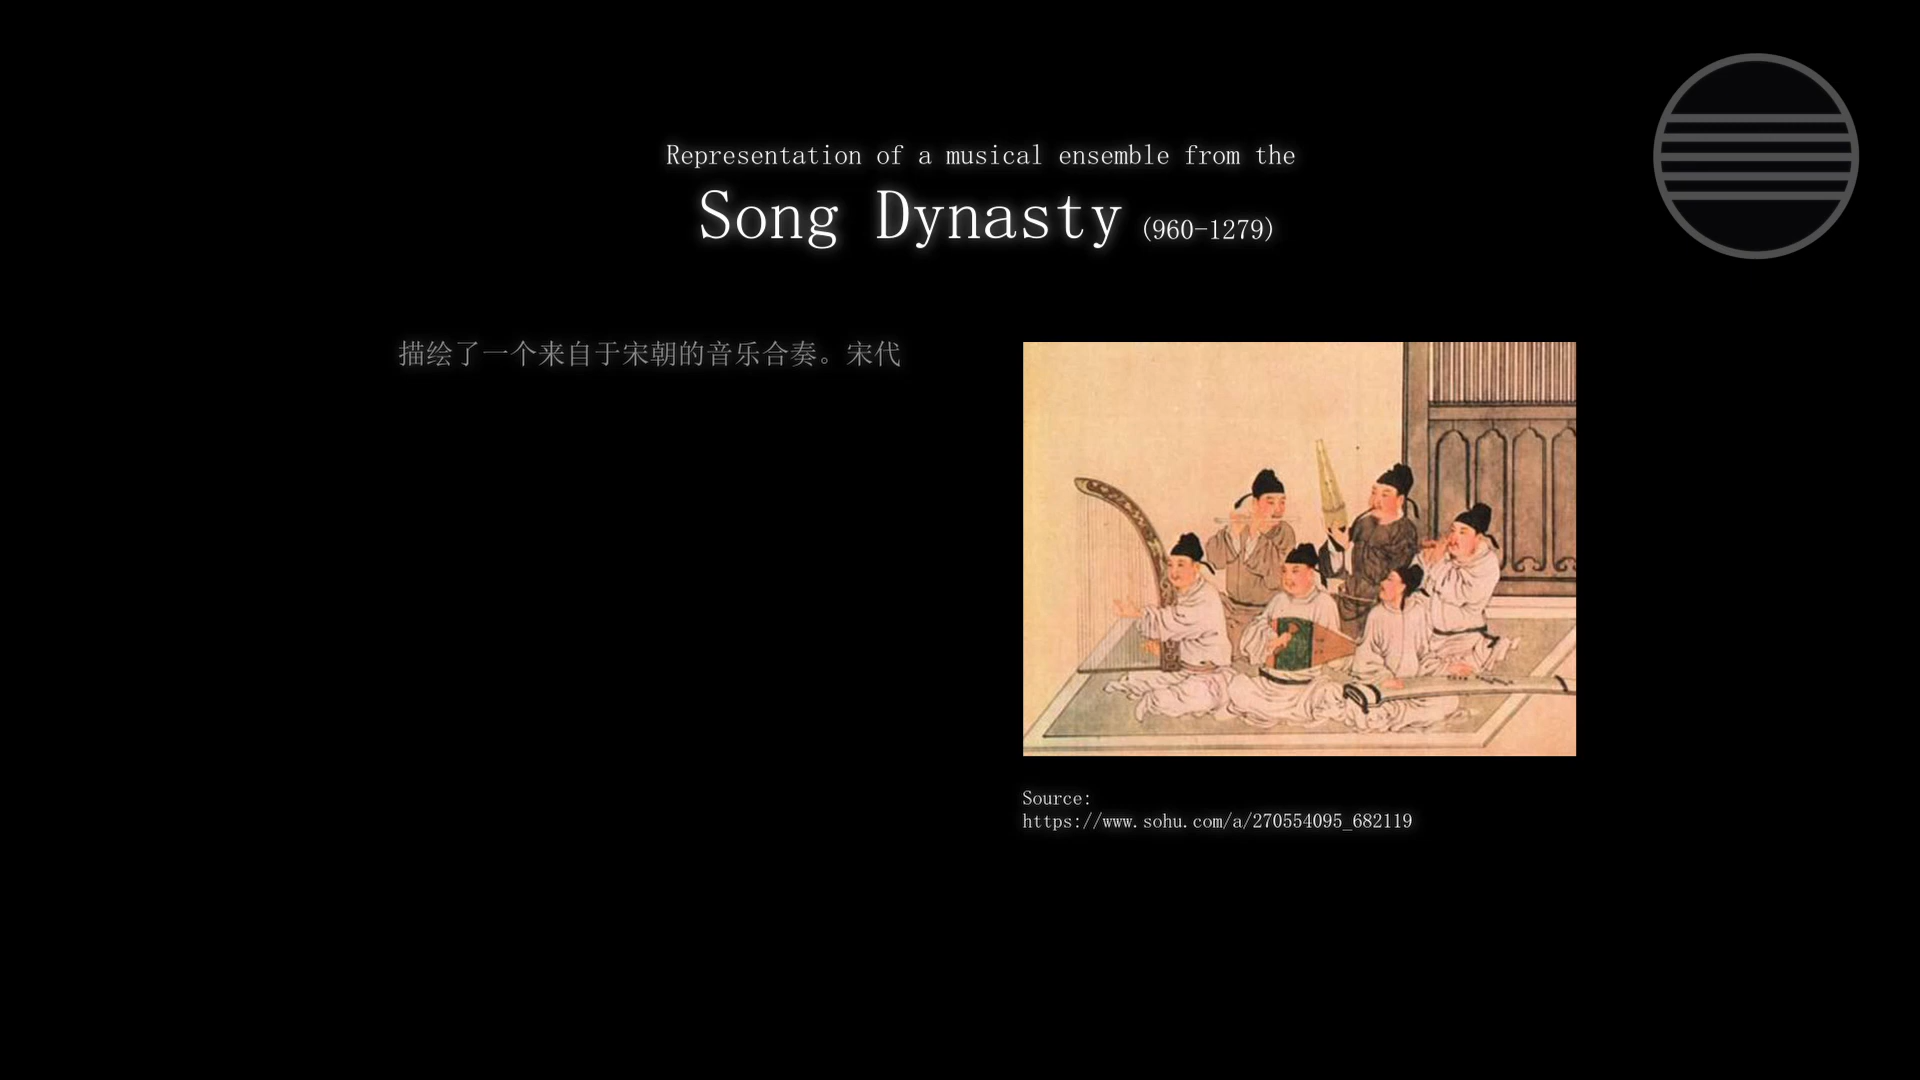 Representation of a musical ensemble from the
Song Dynasty (960-1279)
描绘了一个来自于宋朝的音乐合奏。宋代
Source:
https://www.sohu.com/a/270554095_682119